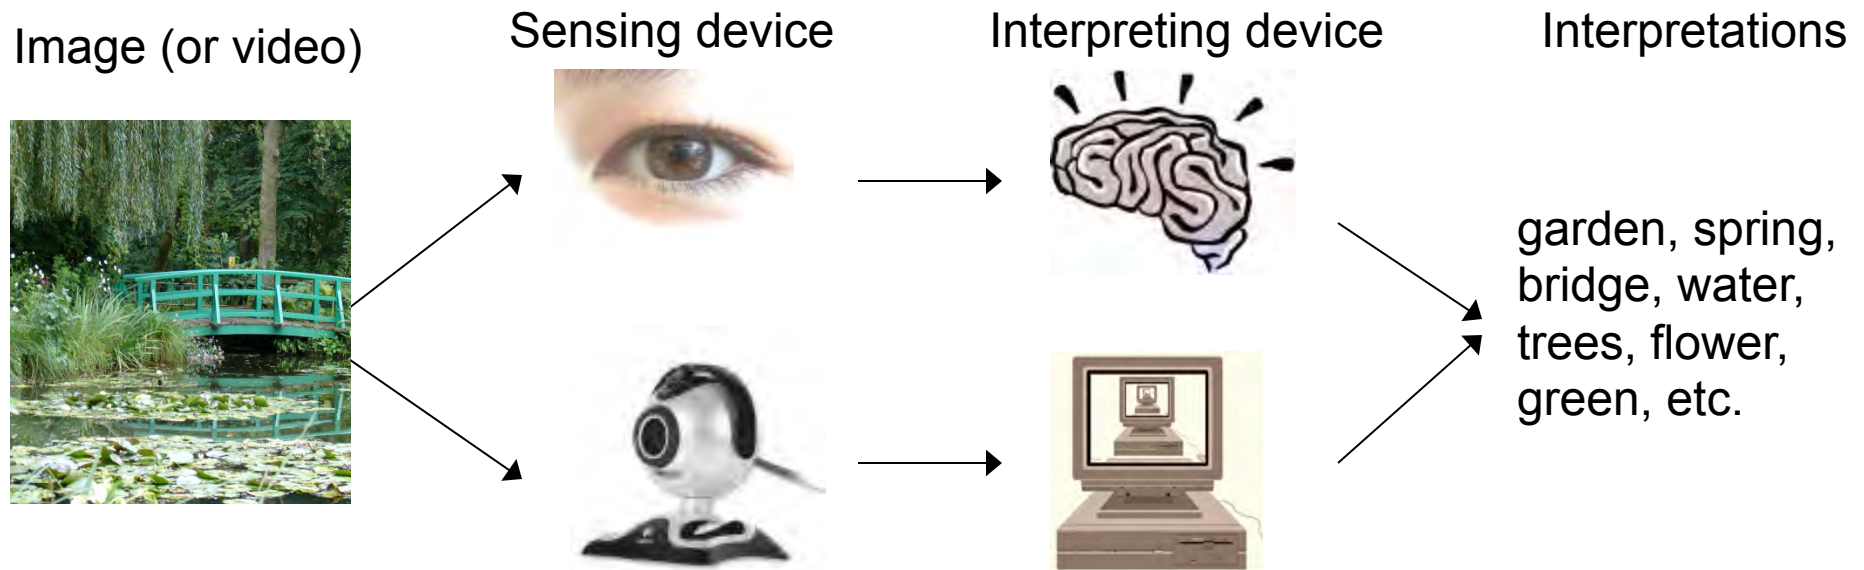 Image (or video)
Sensing device
Interpreting device
Interpretations
garden, spring,
bridge, water,
trees, flower,
green, etc.